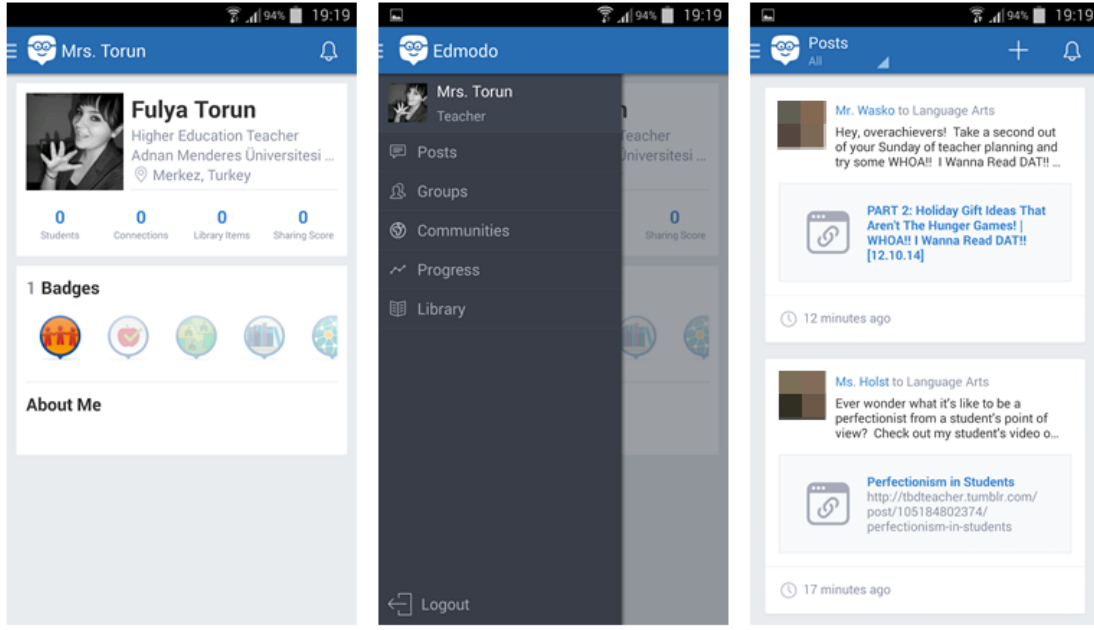 94% 19:19
Mrs. Torun
Fulya Torun
Higher Education Teacher
Adnan Menderes Üniversitesi ...
Merkez, Turkey
0 0 0 0
Students Connections Library Items Sharing Score
1 Badges
About Me
94% 19:19
Edmodo
Mrs. Torun
Teacher
Posts
Groups
Communities
Progress
Library
Logout
n
Teacher
Üniversitesi ...
0
Sharing Score
94% 19:19
Posts
All
Mr. Wasko to Language Arts
Hey, overachievers! Take a second out
of your Sunday of teacher planning and
try some WHOA!! I Wanna Read DAT!! ...
PART 2: Holiday Gift Ideas That
Aren't The Hunger Games! |
WHOA!! I Wanna Read DAT!!
[12.10.14]
12 minutes ago
Ms. Holst to Language Arts
Ever wonder what it's like to be a
perfectionist from a student's point of
view? Check out my student's video o...
Perfectionism in Students
http://tbdteacher.tumblr.com/
post/105184802374/
perfectionism-in-students
17 minutes ago